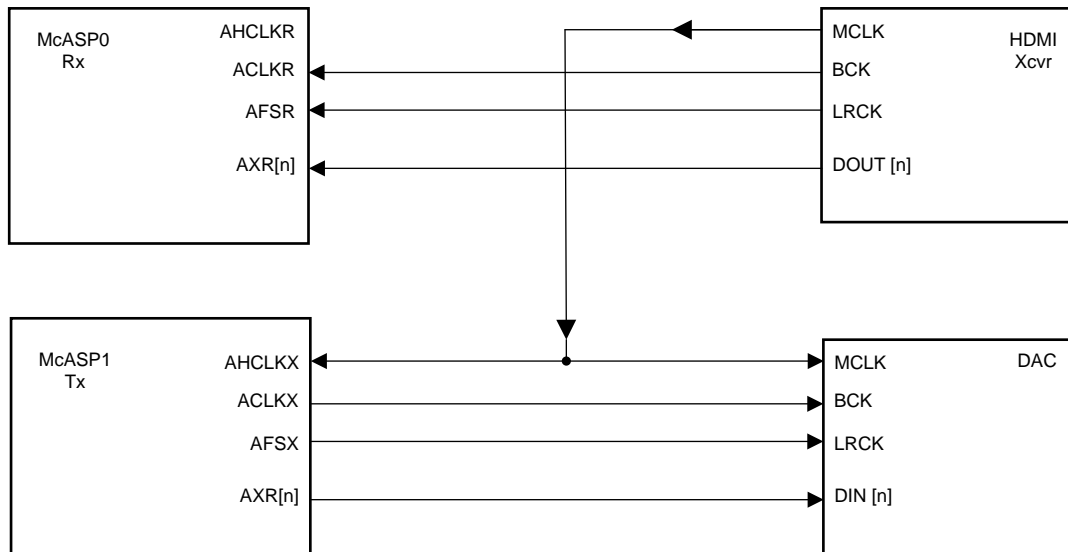 McASP0
Rx
AHCLKR
ACLKR
AFSR
AXR[n]
MCLK
BCK
LRCK
DOUT [n]
HDMI
Xcvr
McASP1
Tx
AHCLKX
ACLKX
AFSX
AXR[n]
MCLK
BCK
LRCK
DIN [n]
DAC